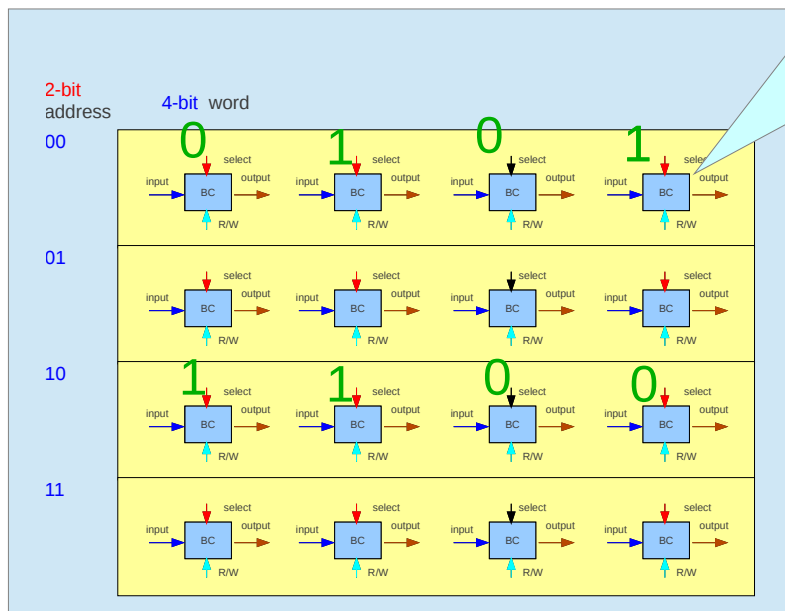 2-bit
address
4-bit word
00
0 1 0 1
select select select selec
input BC output input BC output input BC output input BC output
R/W R/W R/W R/W
01
select select select select
input BC output input BC output input BC output input BC output
R/W R/W R/W R/W
10
1 1 0 0
select select select select
input BC output input BC output input BC output input BC output
R/W R/W R/W R/W
11
select select select select
input BC output input BC output input BC output input BC output
R/W R/W R/W R/W